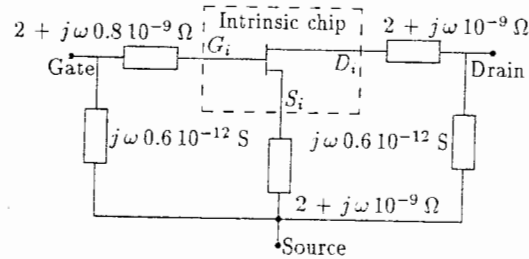 Intrinsic chip
2 + jω 0.8 10⁻⁹ Ω
2 + jω 10⁻⁹ Ω
Gᵢ
Dᵢ
Gate
Drain
Sᵢ
jω 0.6 10⁻¹² S
jω 0.6 10⁻¹² S
2 + jω 10⁻⁹ Ω
Source